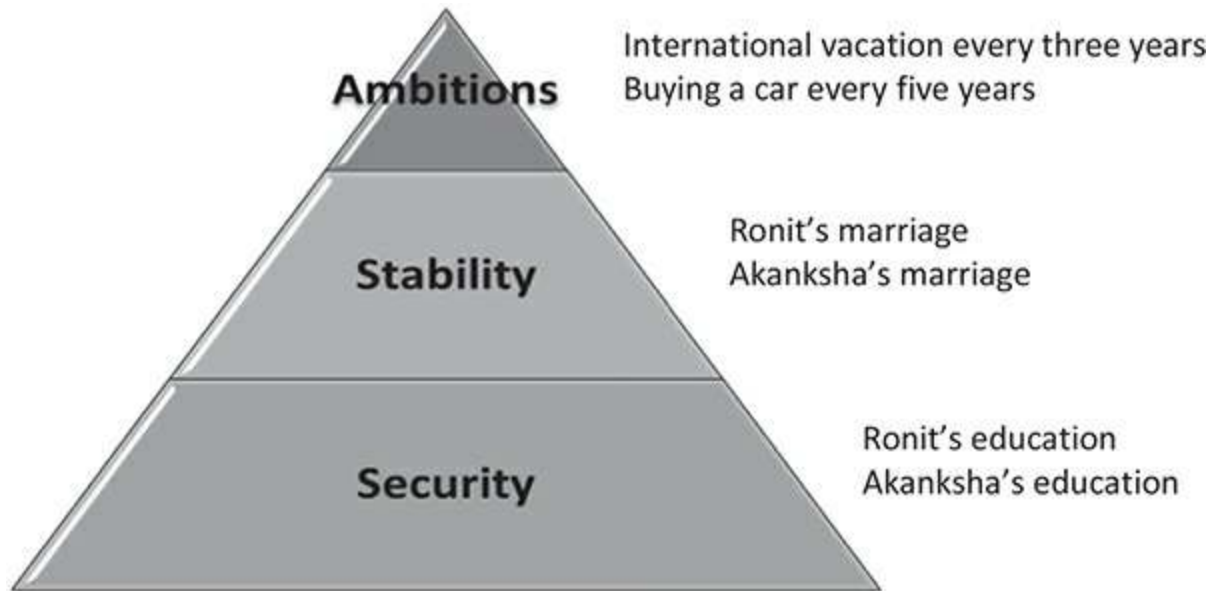 Ambitions
International vacation every three years
Buying a car every five years
Stability
Ronit’s marriage
Akanksha’s marriage
Security
Ronit’s education
Akanksha’s education